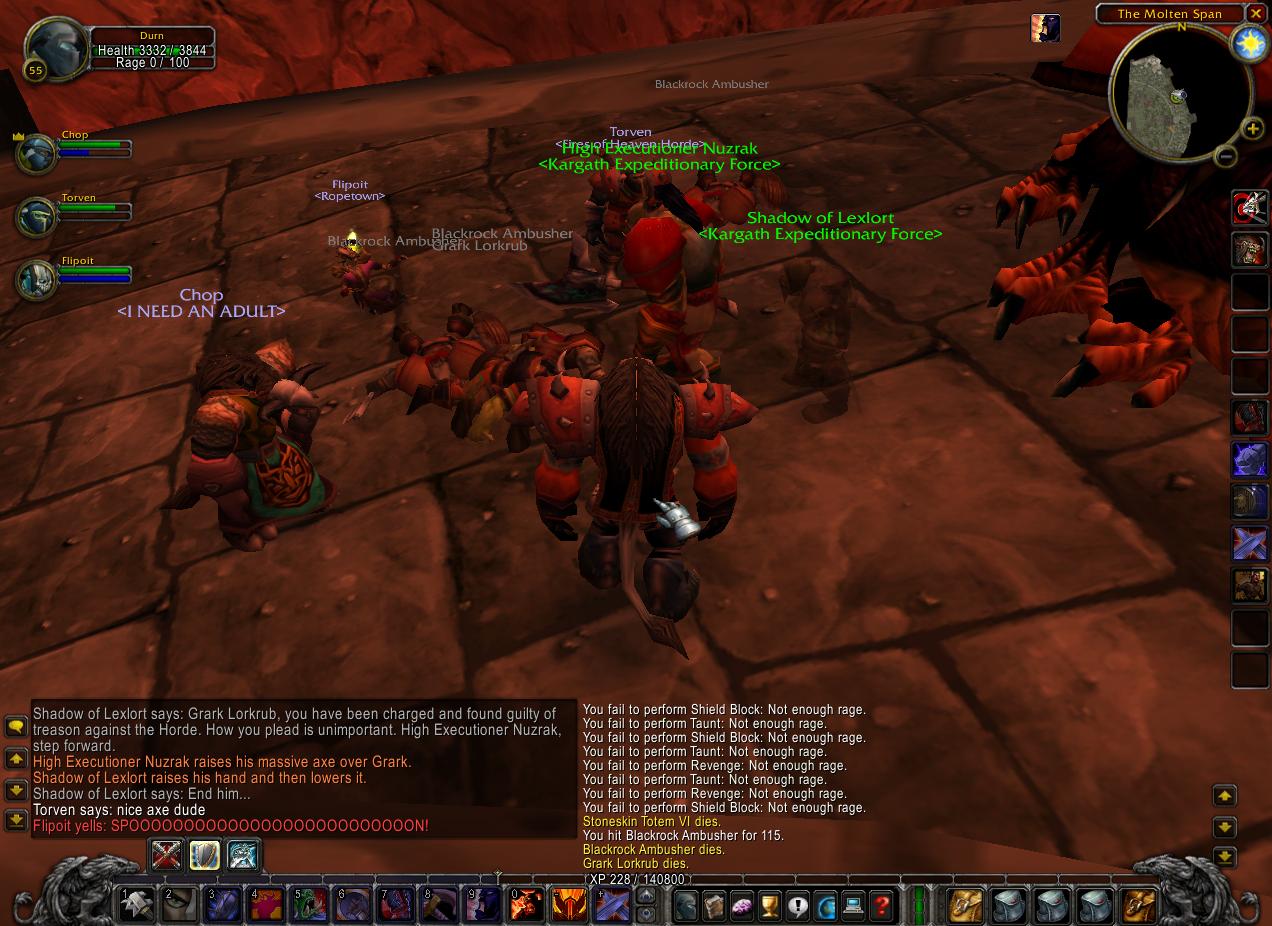 The Molten Span
N
Durn
Health 3332 / 3844
Rage 0 / 100
55
Blackrock Ambusher
Chop
Torven
<Fires of Heaven Horde>
High Executioner Nuzrak
<Kargath Expeditionary Force>
Flipoit
<Ropetown>
Torven
Shadow of Lexlort
<Kargath Expeditionary Force>
Blackrock Ambusher
Blackrock Ambusher
Grark Lorkrub
Flipoit
Chop
<I NEED AN ADULT>
Shadow of Lexlort says: Grark Lorkrub, you have been charged and found guilty of
treason against the Horde. How you plead is unimportant. High Executioner Nuzrak,
step forward.
High Executioner Nuzrak raises his massive axe over Grark.
Shadow of Lexlort raises his hand and then lowers it.
Shadow of Lexlort says: End him...
Torven says: nice axe dude
Flipoit yells: SPOOOOOOOOOOOOOOOOOOOOOOOOOON!
You fail to perform Shield Block: Not enough rage.
You fail to perform Taunt: Not enough rage.
You fail to perform Shield Block: Not enough rage.
You fail to perform Taunt: Not enough rage.
You fail to perform Revenge: Not enough rage.
You fail to perform Taunt: Not enough rage.
You fail to perform Revenge: Not enough rage.
You fail to perform Shield Block: Not enough rage.
Stoneskin Totem VI dies.
You hit Blackrock Ambusher for 115.
Blackrock Ambusher dies.
Grark Lorkrub dies.
XP 228 / 140800
1 2 3 4 5 6 7 8 9 0 - +